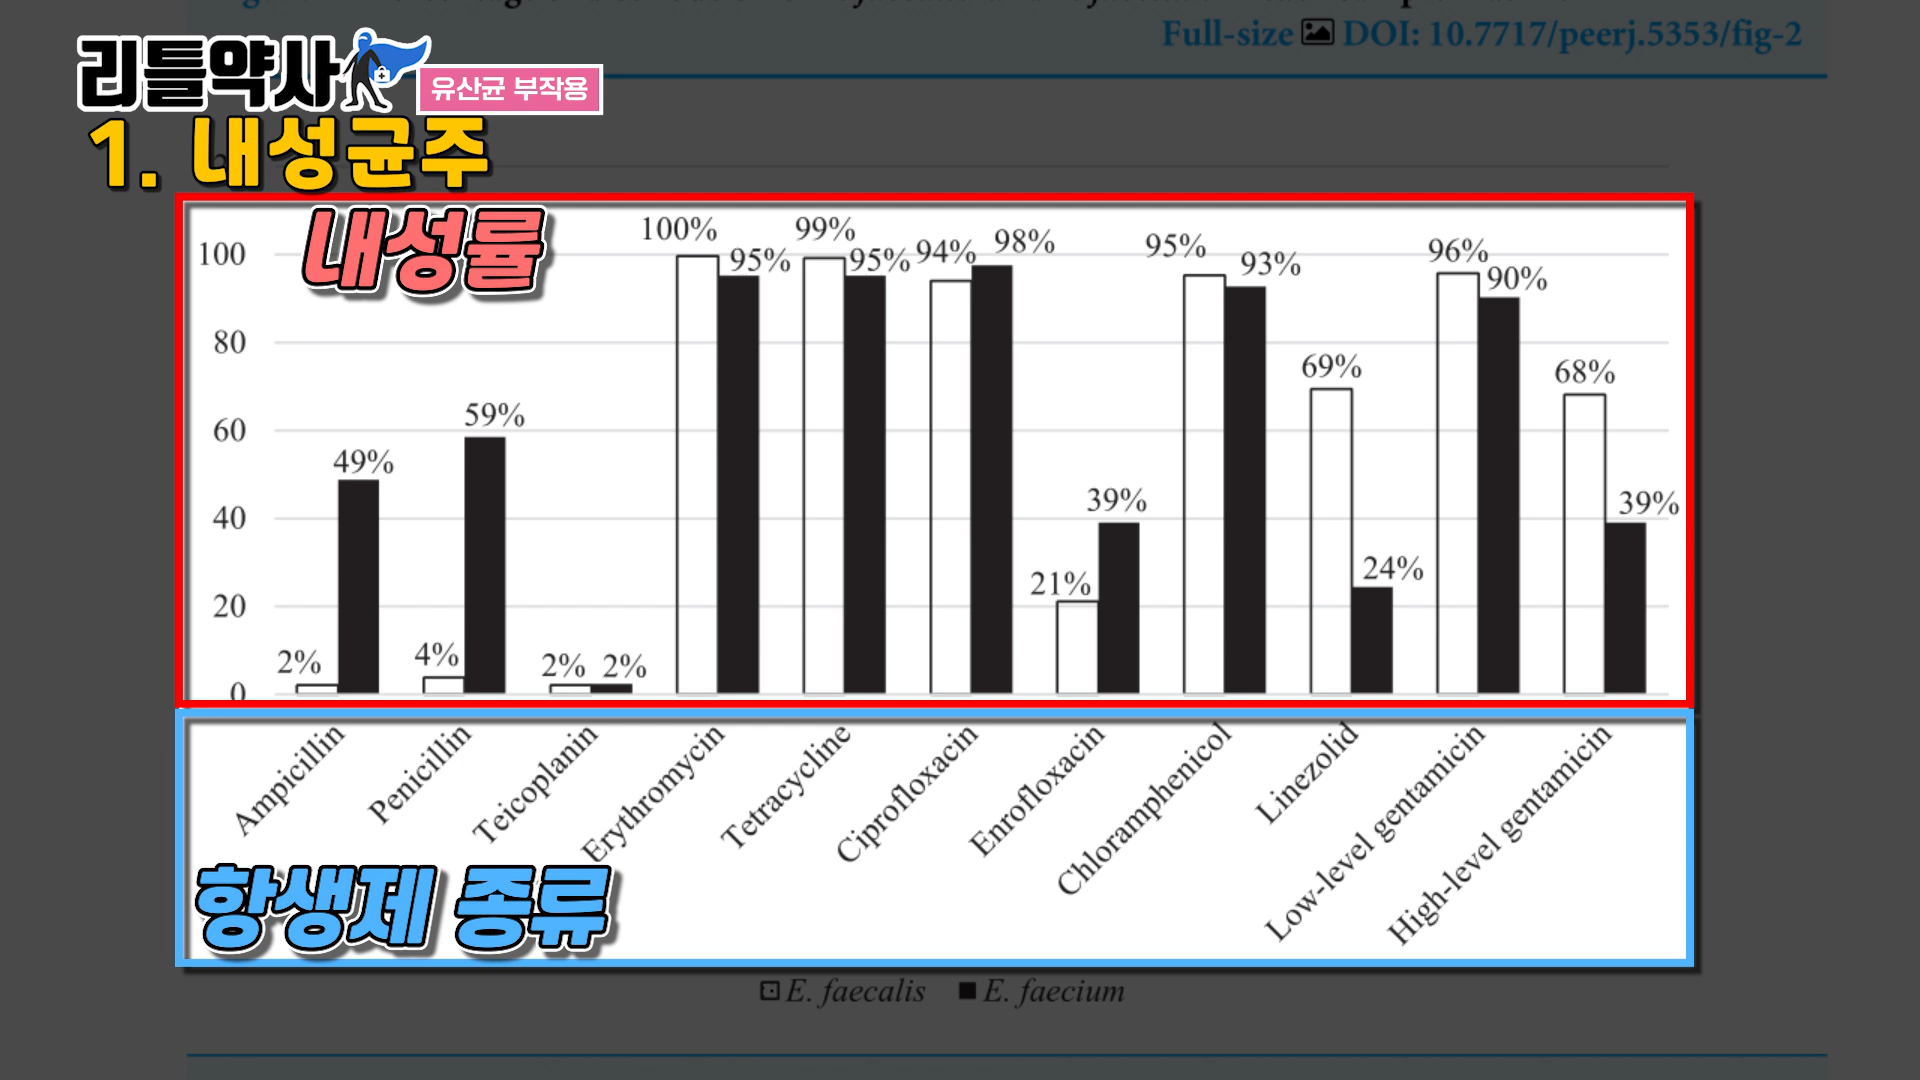 Full-size DOI: 10.7717/peerj.5353/fig-2
리틀약사
유산균 부작용
1. 내성균주
내성률
100% 99% 98%
95% 95% 94% 95% 93% 96% 90%
100
80
69% 68%
60
59%
49%
40
39% 39%
24%
21%
20
2% 4% 2% 2%
0
Ampicillin
Penicillin
Teicoplanin
Erythromycin
Tetracycline
Ciprofloxacin
Enrofloxacin
Chloramphenicol
Linezolid
Low-level gentamicin
High-level gentamicin
항생제 종류
E. faecalis E. faecium